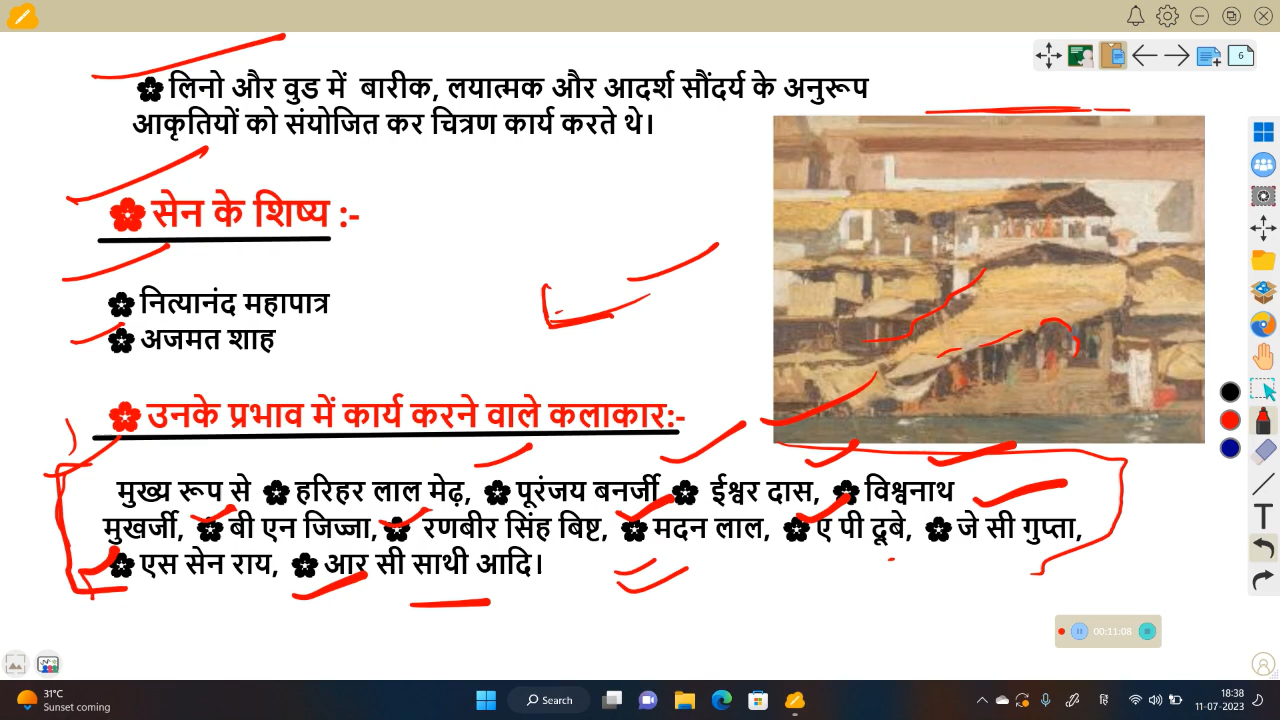 6
लिनो और वुड में बारीक, लयात्मक और आदर्श सौंदर्य के अनुरूप
आकृतियों को संयोजित कर चित्रण कार्य करते थे।
सेन के शिष्य :-
नित्यानंद महापात्र
अजमत शाह
उनके प्रभाव में कार्य करने वाले कलाकार:-
मुख्य रूप से हरिहर लाल मेढ़, पूरंजय बनर्जी ईश्वर दास, विश्वनाथ
मुखर्जी, बी एन जिज्जा, रणबीर सिंह बिष्ट, मदन लाल, ए पी दूबे, जे सी गुप्ता,
एस सेन राय, आर सी साथी आदि।
00:11:08
31°C
Sunset coming
Search
18:38
11-07-2023